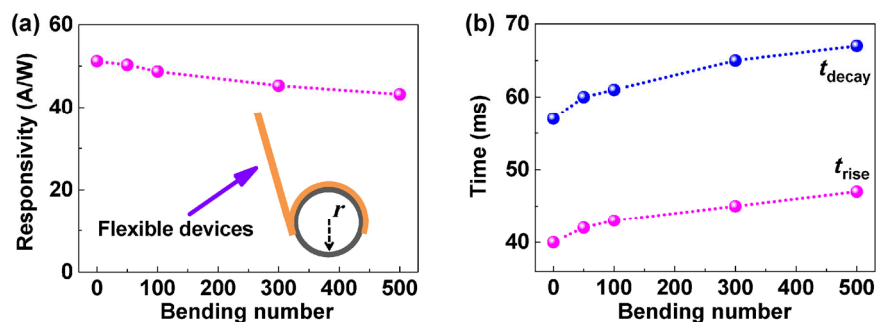 (a)
60
40
20
0
Responsivity (A/W)
Flexible devices
r
0 100 200 300 400 500
Bending number
(b)
70
60
50
40
Time (ms)
tdecay
trise
0 100 200 300 400 500
Bending number